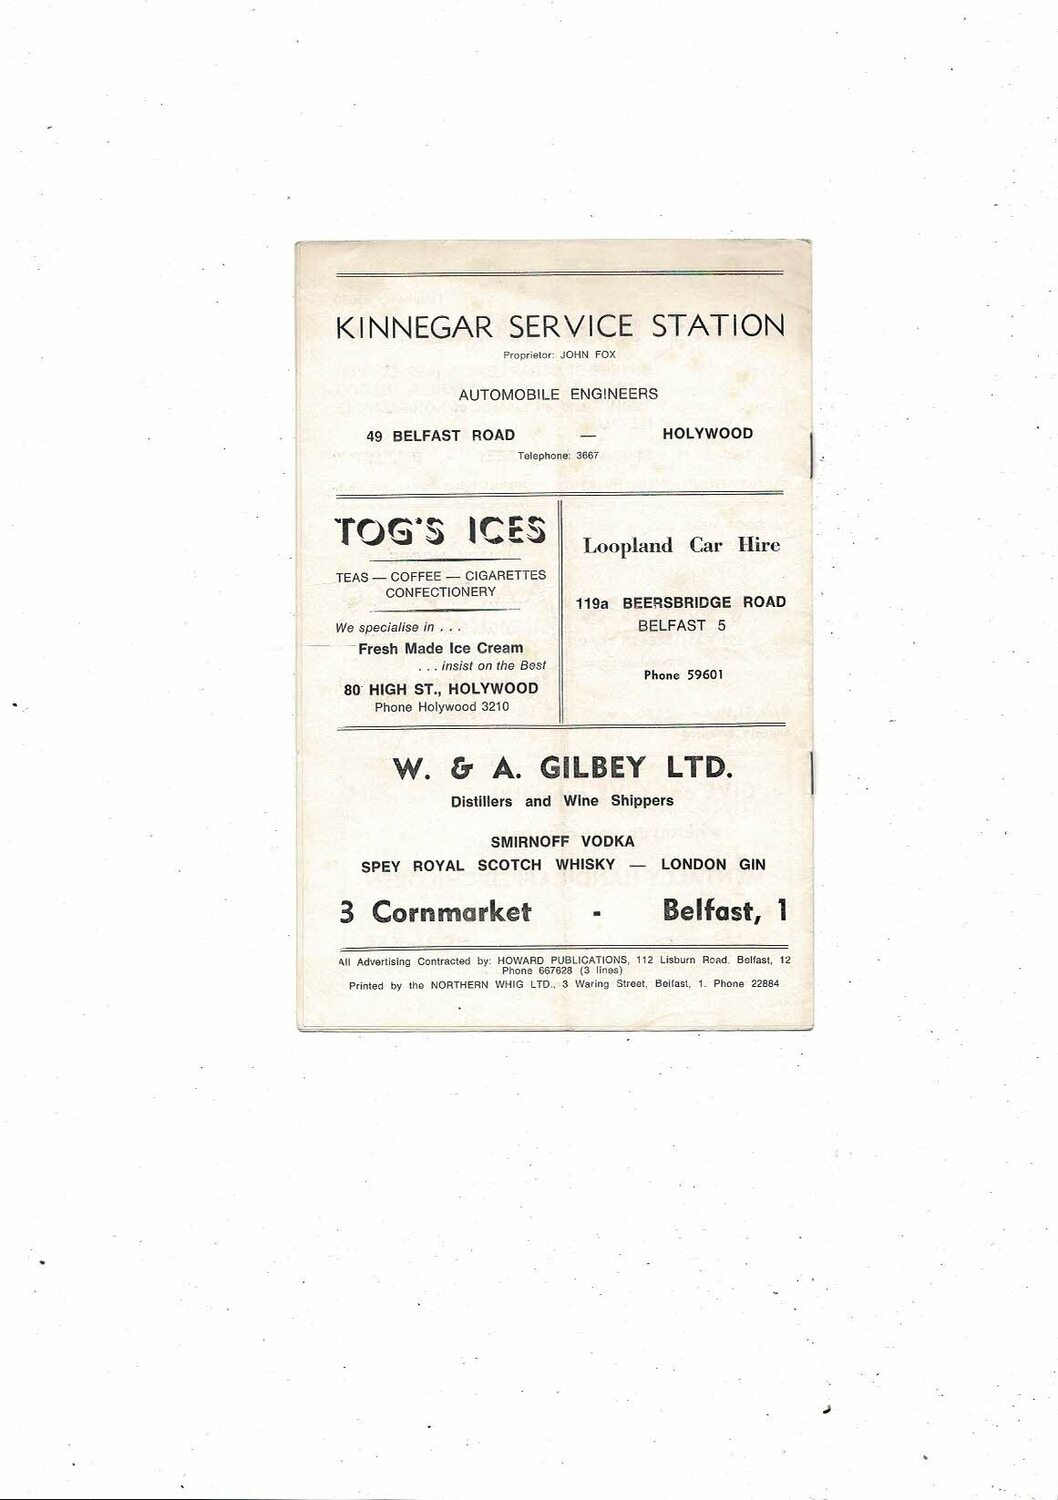 KINNEGAR SERVICE STATION
Proprietor: JOHN FOX
AUTOMOBILE ENGINEERS
49 BELFAST ROAD — HOLYWOOD
Telephone: 3667
TOG'S ICES
TEAS — COFFEE — CIGARETTES
CONFECTIONERY
We specialise in . . .
Fresh Made Ice Cream
. . . insist on the Best
80 HIGH ST., HOLYWOOD
Phone Holywood 3210
Loopland Car Hire
119a BEERSBRIDGE ROAD
BELFAST 5
Phone 59601
W. & A. GILBEY LTD.
Distillers and Wine Shippers
SMIRNOFF VODKA
SPEY ROYAL SCOTCH WHISKY — LONDON GIN
3 Cornmarket - Belfast, 1
All Advertising Contracted by: HOWARD PUBLICATIONS, 112 Lisburn Road, Belfast, 12
Phone 667628 (3 lines)
Printed by the NORTHERN WHIG LTD., 3 Waring Street, Belfast, 1. Phone 22884